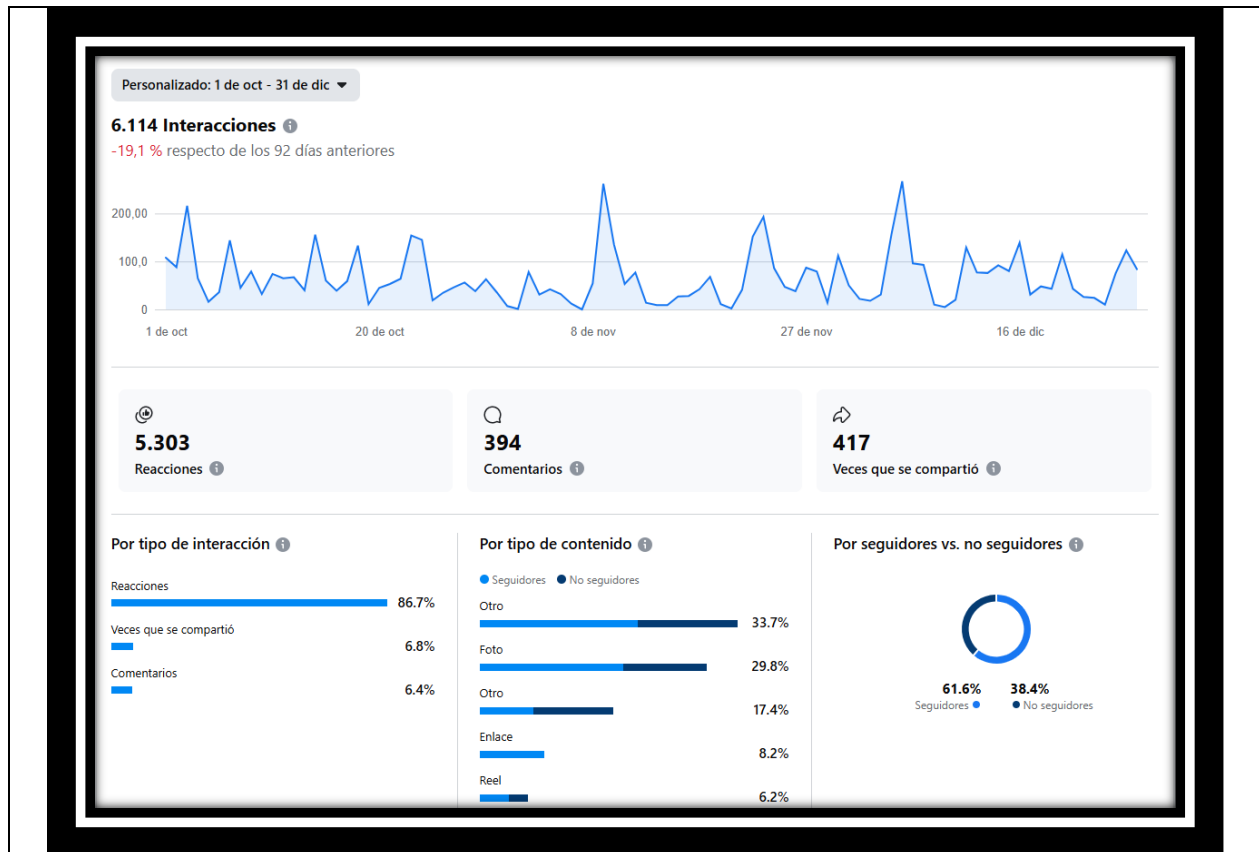 Personalizado: 1 de oct - 31 de dic
6.114 Interacciones
-19,1 % respecto de los 92 días anteriores
200,00
100,0
0
1 de oct
20 de oct
8 de nov
27 de nov
16 de dic
5.303
Reacciones
394
Comentarios
417
Veces que se compartió
Por tipo de interacción
Reacciones
86.7%
Veces que se compartió
6.8%
Comentarios
6.4%
Por tipo de contenido
Seguidores No seguidores
Otro
33.7%
Foto
29.8%
Otro
17.4%
Enlace
8.2%
Reel
6.2%
Por seguidores vs. no seguidores
61.6% 38.4%
Seguidores No seguidores